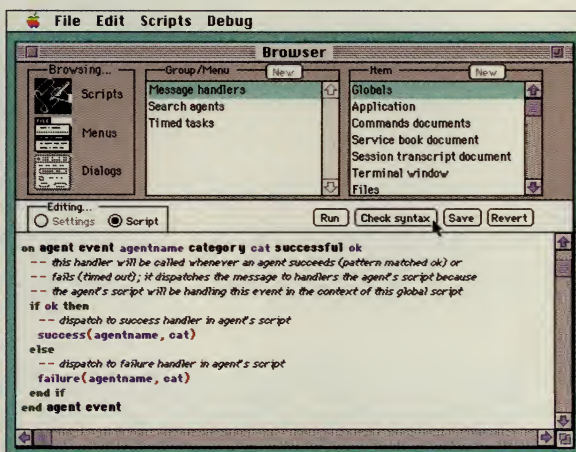 File Edit Scripts Debug
Browser
Browsing...
Scripts
Menus
Dialogs
Group/Menu New
Message handlers
Search agents
Timed tasks
Item New
Globals
Application
Commands documents
Service book document
Session transcript document
Terminal window
Files
Editing...
Settings Script
Run Check syntax Save Revert
on agent event agentname category cat successful ok
-- this handler will be called whenever an agent succeeds (pattern matched ok) or
-- fails (timed out); it dispatches the message to handlers the agent's script because
-- the agent's script will be handling this event in the context of this global script
if ok then
-- dispatch to success handler in agent's script
success(agentname, cat)
else
-- dispatch to failure handler in agent's script
failure(agentname, cat)
end if
end agent event